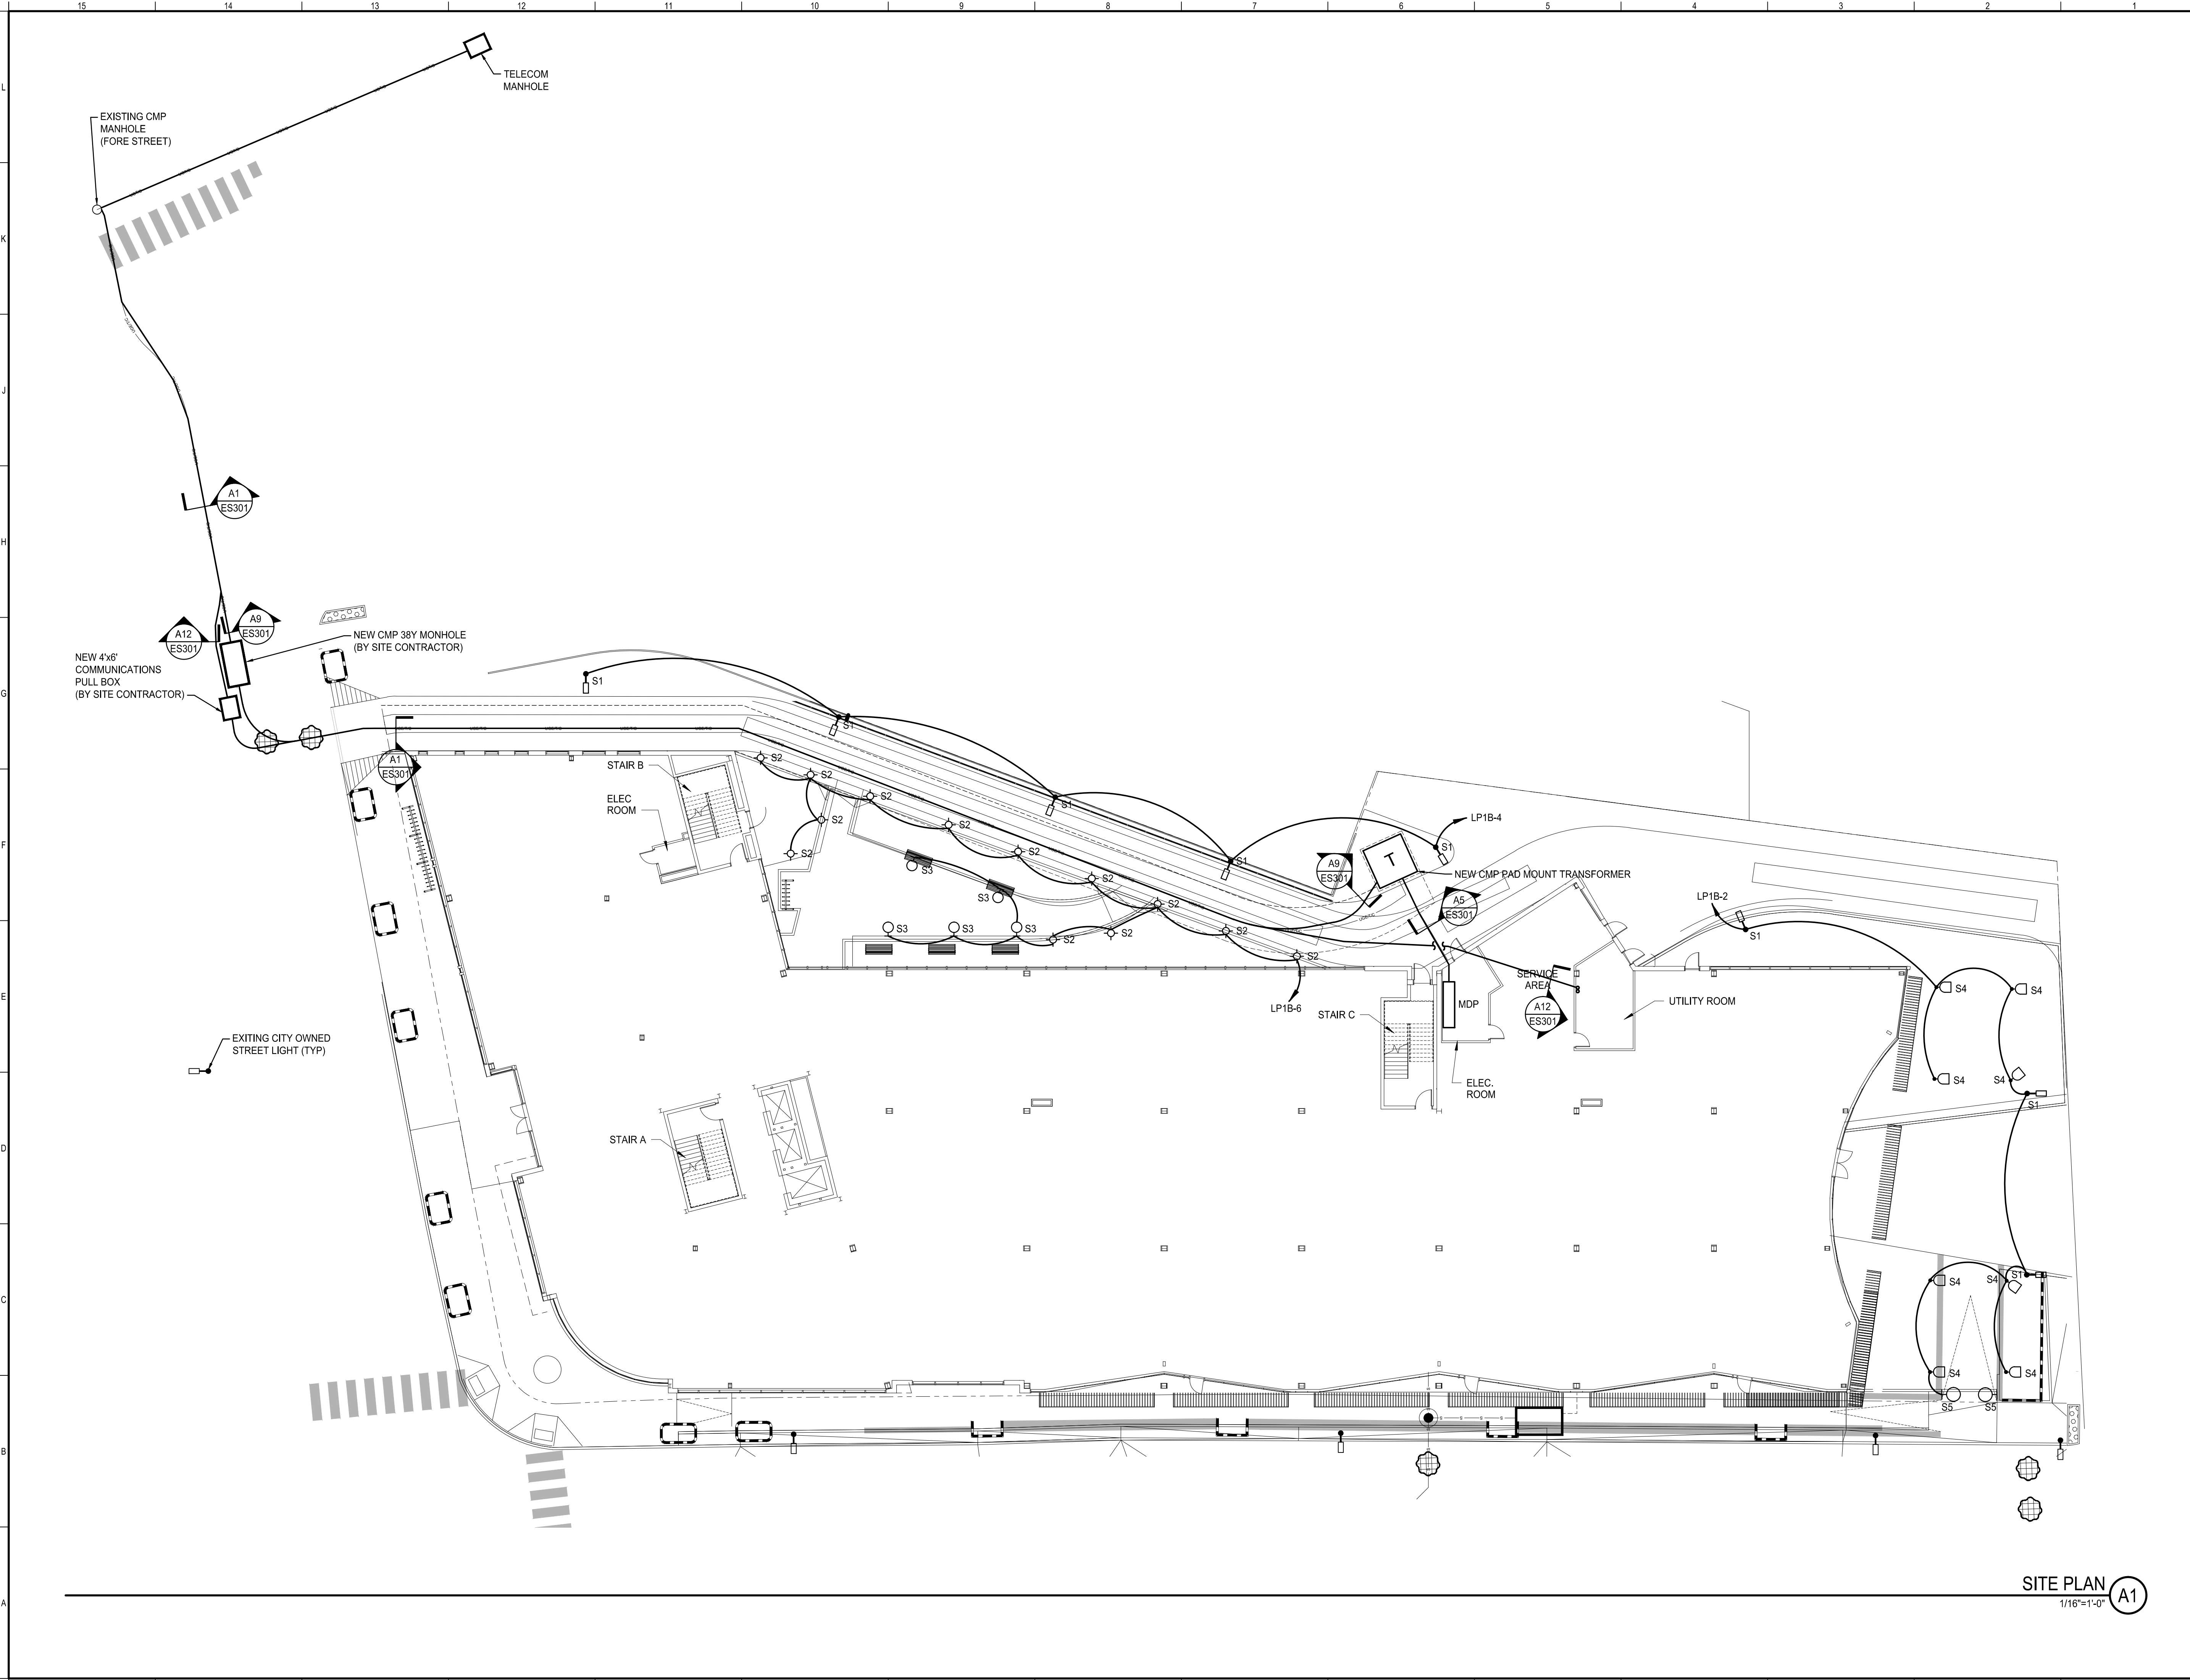 15 14 13 12 11 10 9 8 7 6 5 4 3 2 1
L
K
J
H
G
F
E
D
C
B
A
TELECOM
MANHOLE
EXISTING CMP
MANHOLE
(FORE STREET)
A1
ES301
A9
ES301
A12
ES301
NEW CMP 38Y MONHOLE
(BY SITE CONTRACTOR)
NEW 4'x6'
COMMUNICATIONS
PULL BOX
(BY SITE CONTRACTOR)
S1
S1
A1
ES301
STAIR B
S2
S2
ELEC
ROOM
S2
S1
S2
S2
S2
S2
LP1B-4
S1
S1
A9
ES301
S3
NEW CMP PAD MOUNT TRANSFORMER
T
S2
S3
S2
A5
ES301
LP1B-2
S3
S3
S3
S2
S2
S2
S1
S2
SERVICE
AREA
S4
S4
LP1B-6
STAIR C
MDP
A12
ES301
UTILITY ROOM
EXITING CITY OWNED
STREET LIGHT (TYP)
ELEC.
ROOM
S4
S4
S1
STAIR A
S4
S4
S1
S4
S4
S5
S5
SITE PLAN
1/16"=1'-0"
A1